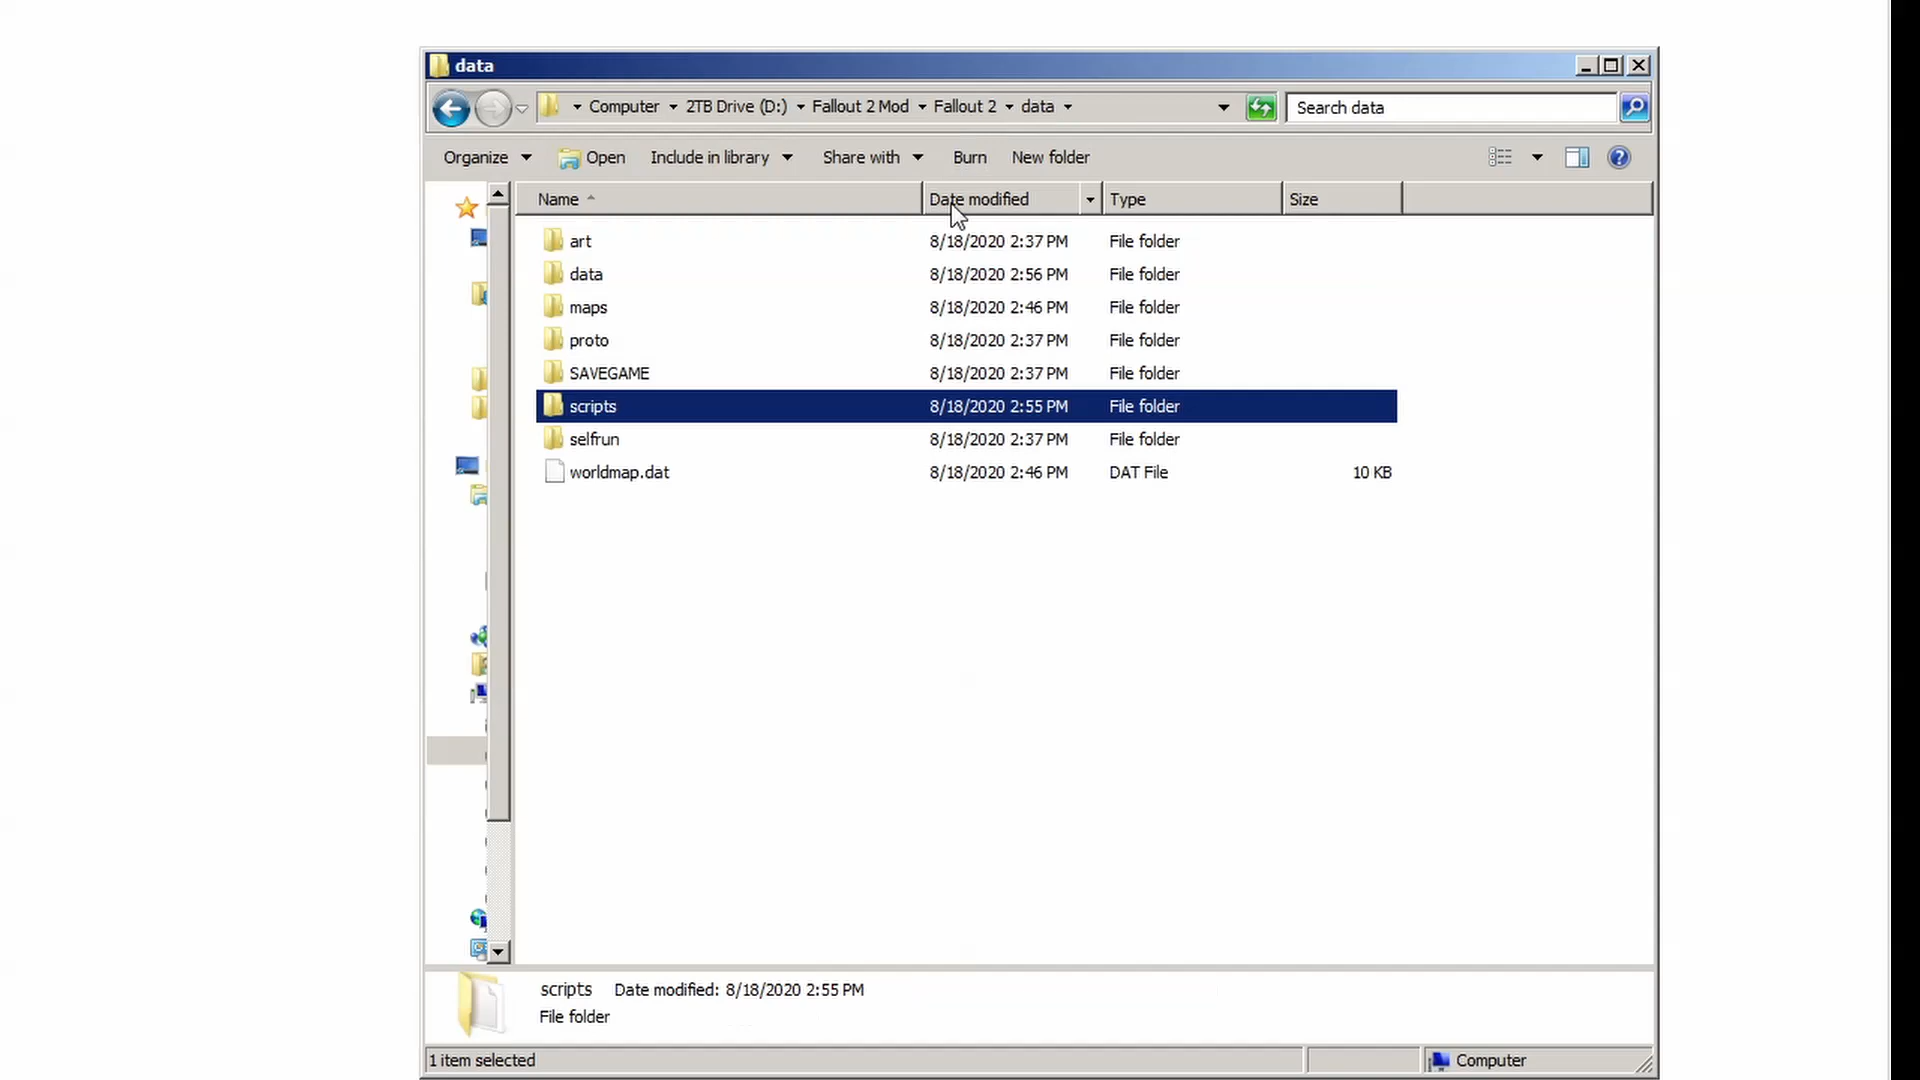 data
Computer 2TB Drive (D:) Fallout 2 Mod Fallout 2 data Search data
Organize Open Include in library Share with Burn New folder
Name Date modified Type Size
art 8/18/2020 2:37 PM File folder
data 8/18/2020 2:56 PM File folder
maps 8/18/2020 2:46 PM File folder
proto 8/18/2020 2:37 PM File folder
SAVEGAME 8/18/2020 2:37 PM File folder
scripts 8/18/2020 2:55 PM File folder
selfrun 8/18/2020 2:37 PM File folder
worldmap.dat 8/18/2020 2:46 PM DAT File 10 KB
scripts Date modified: 8/18/2020 2:55 PM
File folder
1 item selected Computer